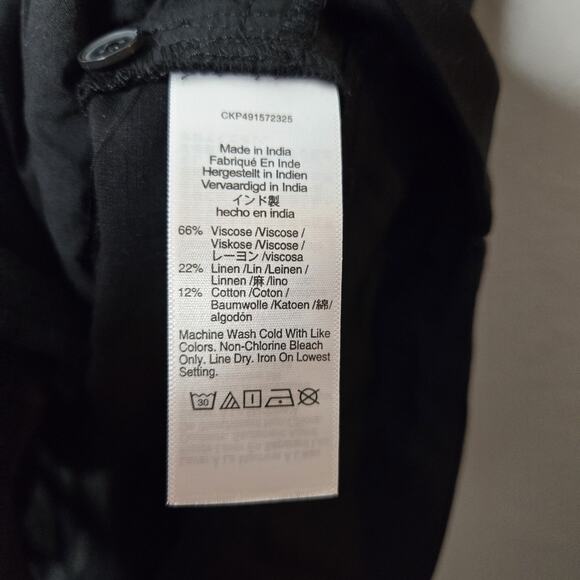 CKP491572325
Made in India
Fabriqué En Inde
Hergestellt in Indien
Vervaardigd in India
インド製
hecho en india
66% Viscose /Viscose /
Viskose /Viscose /
レーヨン /viscosa
22% Linen /Lin /Leinen /
Linnen /麻/lino
12% Cotton /Coton /
Baumwolle /Katoen /綿/
algodón
Machine Wash Cold With Like
Colors. Non-Chlorine Bleach
Only. Line Dry. Iron On Lowest
Setting.
30